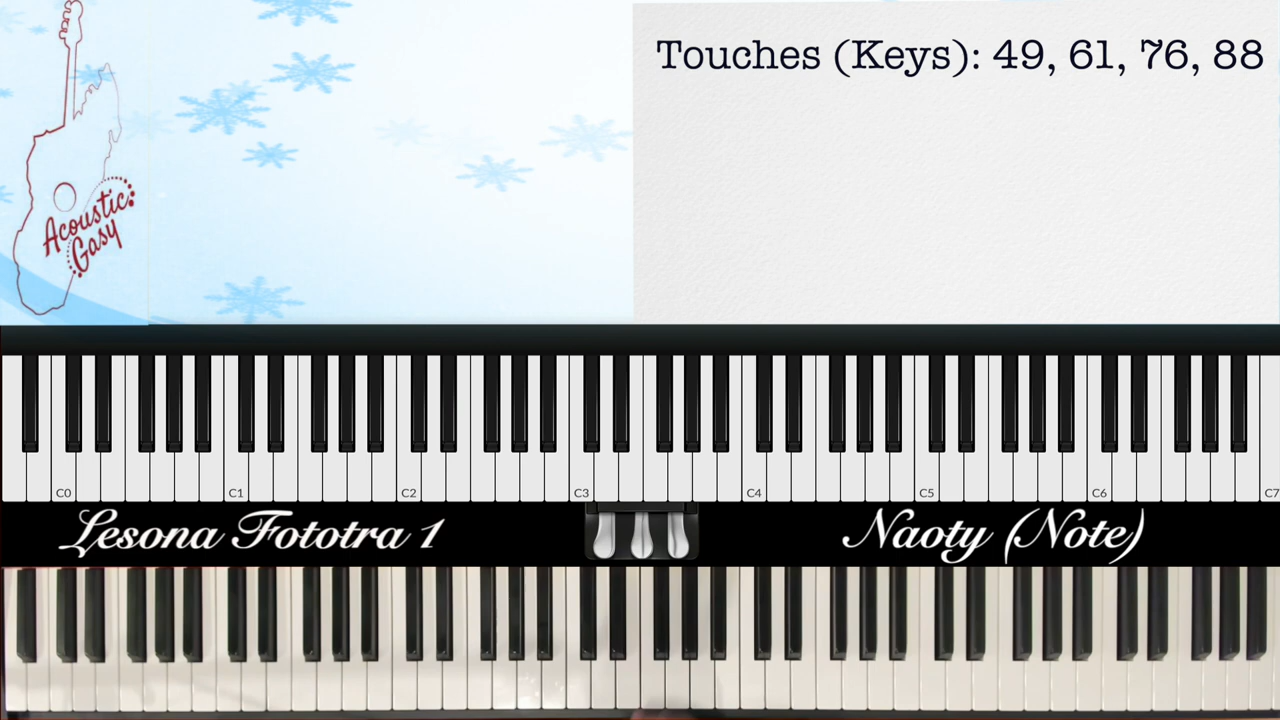 Touches (Keys): 49, 61, 76, 88
Acoustic
Gasy
C0 C1 C2 C3 C4 C5 C6 C7
Lesona Fototra 1
Naoty (Note)